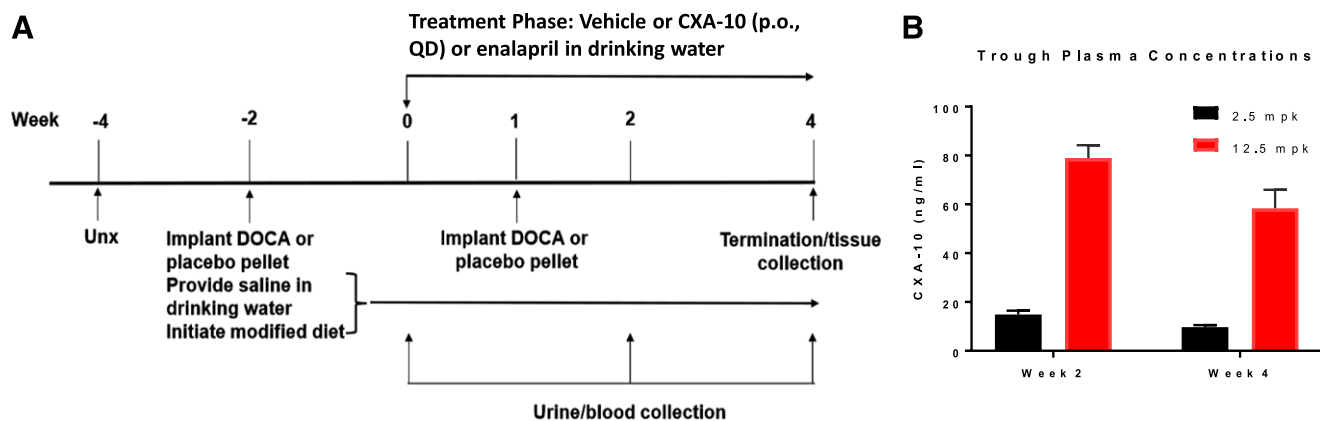 A
Treatment Phase: Vehicle or CXA-10 (p.o.,
QD) or enalapril in drinking water
Week -4 -2 0 1 2 4
Unx
Implant DOCA or
placebo pellet
Provide saline in
drinking water
Initiate modified diet
Implant DOCA or
placebo pellet
Termination/tissue
collection
Urine/blood collection
B
Trough Plasma Concentrations
CXA-10 (ng/ml)
100
80
60
40
20
0
2.5 mpk
12.5 mpk
Week 2 Week 4